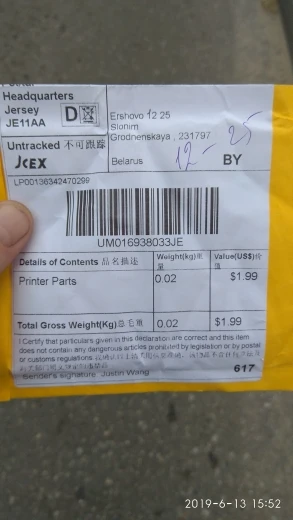 Headquarters
Jersey
JE11AA
D
Ershovo 12 25
Slonim
Grodnenskaya , 231797
Untracked 不可跟踪
JCEX
Belarus
12 - 25
BY
LP00136342470299
UM016938033JE
Details of Contents 品名描述
Weight(kg)重量
Value(US$)价值
Printer Parts
0.02
$1.99
Total Gross Weight(Kg)总毛重
0.02
$1.99
I Certify that particulars given in this declaration are correct and this item
does not contain any dangerous articles prohibited by legislation or by postal
or customs regulations.
Sender's signature Justin Wang
617
2019-6-13 15:52